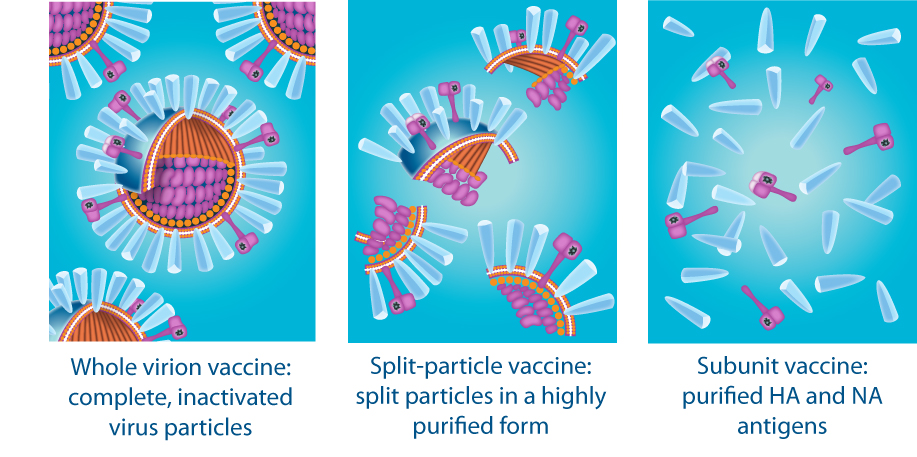 Whole virion vaccine:
complete, inactivated
virus particles
Split-particle vaccine:
split particles in a highly
purified form
Subunit vaccine:
purified HA and NA
antigens